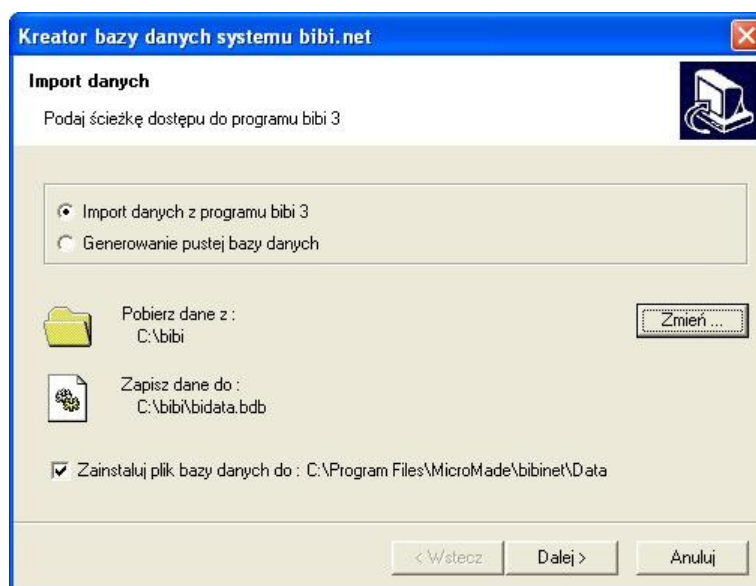 Kreator bazy danych systemu bibi.net
Import danych
Podaj ścieżkę dostępu do programu bibi 3
Import danych z programu bibi 3
Generowanie pustej bazy danych
Pobierz dane z :
C:\bibi
Zmień ...
Zapisz dane do :
C:\bibi\bidata.bdb
Zainstaluj plik bazy danych do : C:\Program Files\MicroMade\bibinet\Data
< Wstecz
Dalej >
Anuluj